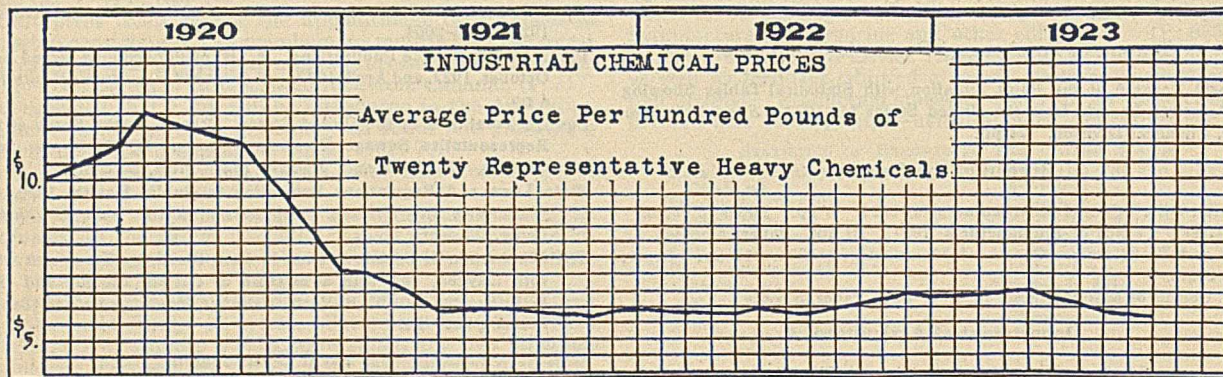 1920 1921 1922 1923
INDUSTRIAL CHEMICAL PRICES
Average Price Per Hundred Pounds of
Twenty Representative Heavy Chemicals
$10.
$5.